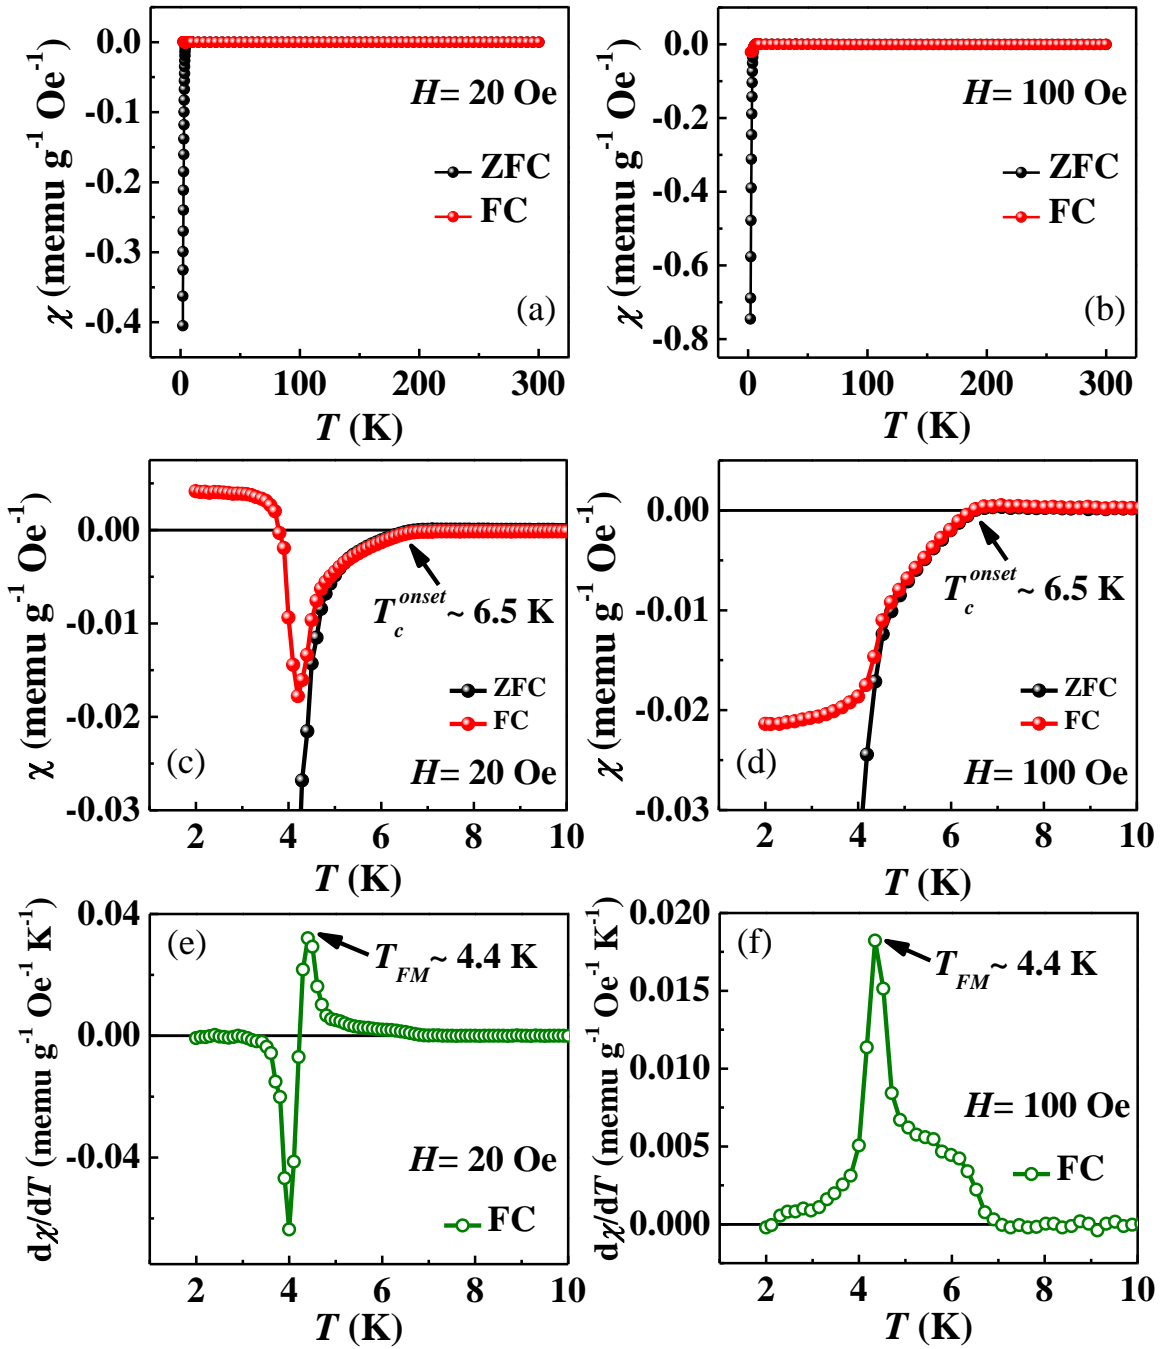 χ (memu g⁻¹ Oe⁻¹)
0.0
-0.1
-0.2
-0.3
-0.4
H= 20 Oe
ZFC
FC
(a)
0 100 200 300
T (K)
χ (memu g⁻¹ Oe⁻¹)
0.0
-0.2
-0.4
-0.6
-0.8
H= 100 Oe
ZFC
FC
(b)
0 100 200 300
T (K)
χ (memu g⁻¹ Oe⁻¹)
0.00
-0.01
-0.02
-0.03
T_c^onset ~ 6.5 K
ZFC
FC
(c)
H= 20 Oe
2 4 6 8 10
T (K)
χ (memu g⁻¹ Oe⁻¹)
0.00
-0.01
-0.02
-0.03
T_c^onset ~ 6.5 K
ZFC
FC
(d)
H= 100 Oe
2 4 6 8 10
T (K)
dχ/dT (memu g⁻¹ Oe⁻¹ K⁻¹)
0.04
0.00
-0.04
(e)
T_FM ~ 4.4 K
H= 20 Oe
FC
2 4 6 8 10
T (K)
dχ/dT (memu g⁻¹ Oe⁻¹ K⁻¹)
0.020
0.015
0.010
0.005
0.000
(f)
T_FM ~ 4.4 K
H= 100 Oe
FC
2 4 6 8 10
T (K)